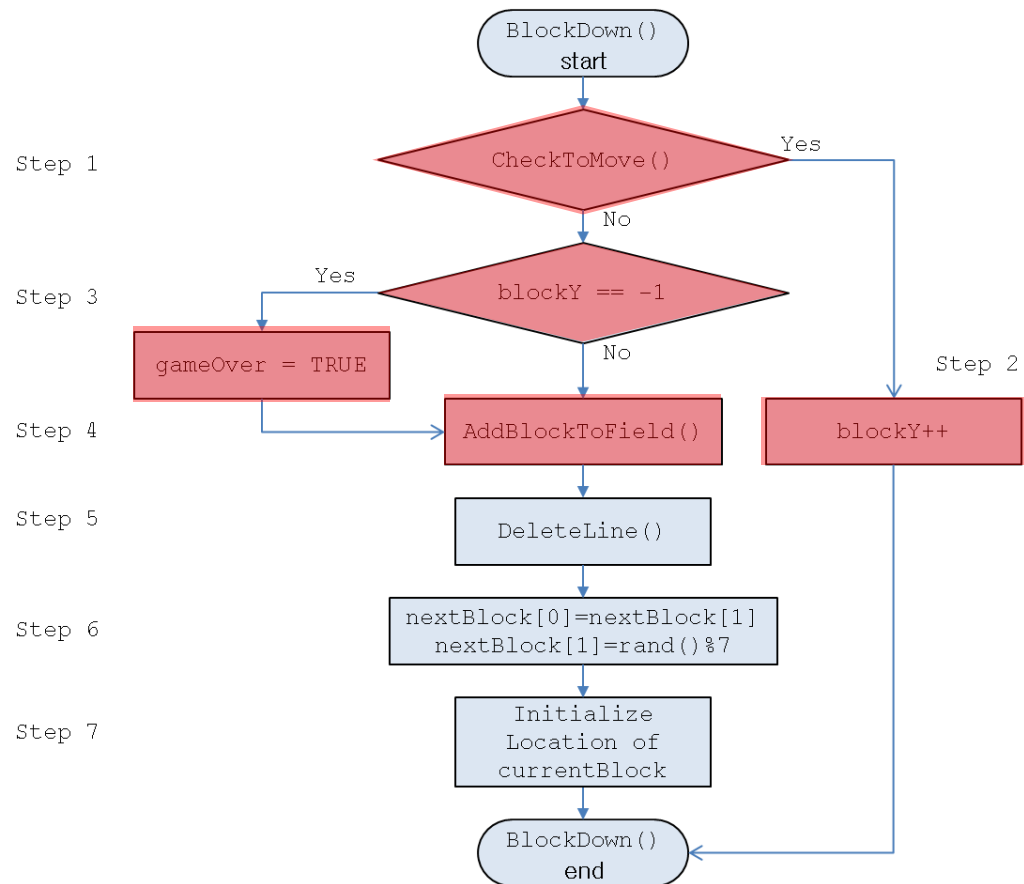 BlockDown()
start
Step 1
CheckToMove()
Yes
No
Step 3
Yes
blockY == -1
No
gameOver = TRUE
Step 2
Step 4
AddBlockToField()
blockY++
Step 5
DeleteLine()
Step 6
nextBlock[0]=nextBlock[1]
nextBlock[1]=rand()%7
Step 7
Initialize
Location of
currentBlock
BlockDown()
end